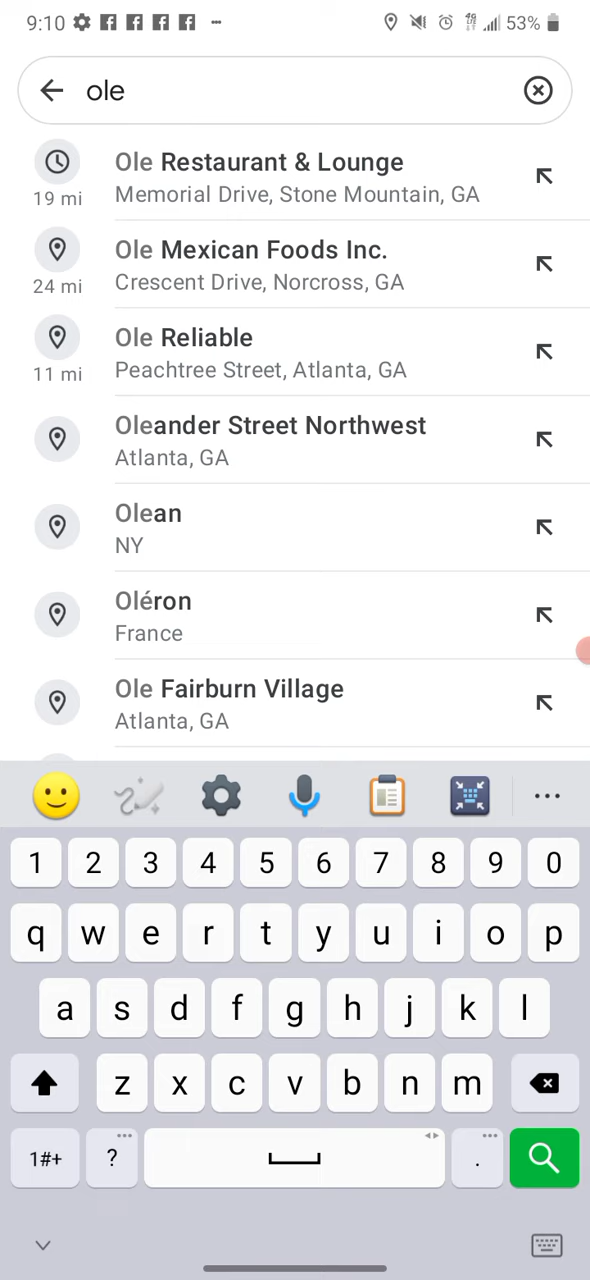 9:10 53%
ole
Ole Restaurant & Lounge
19 mi Memorial Drive, Stone Mountain, GA
Ole Mexican Foods Inc.
24 mi Crescent Drive, Norcross, GA
Ole Reliable
11 mi Peachtree Street, Atlanta, GA
Oleander Street Northwest
Atlanta, GA
Olean
NY
Oléron
France
Ole Fairburn Village
Atlanta, GA
1 2 3 4 5 6 7 8 9 0
q w e r t y u i o p
a s d f g h j k l
z x c v b n m
1#+ ? .